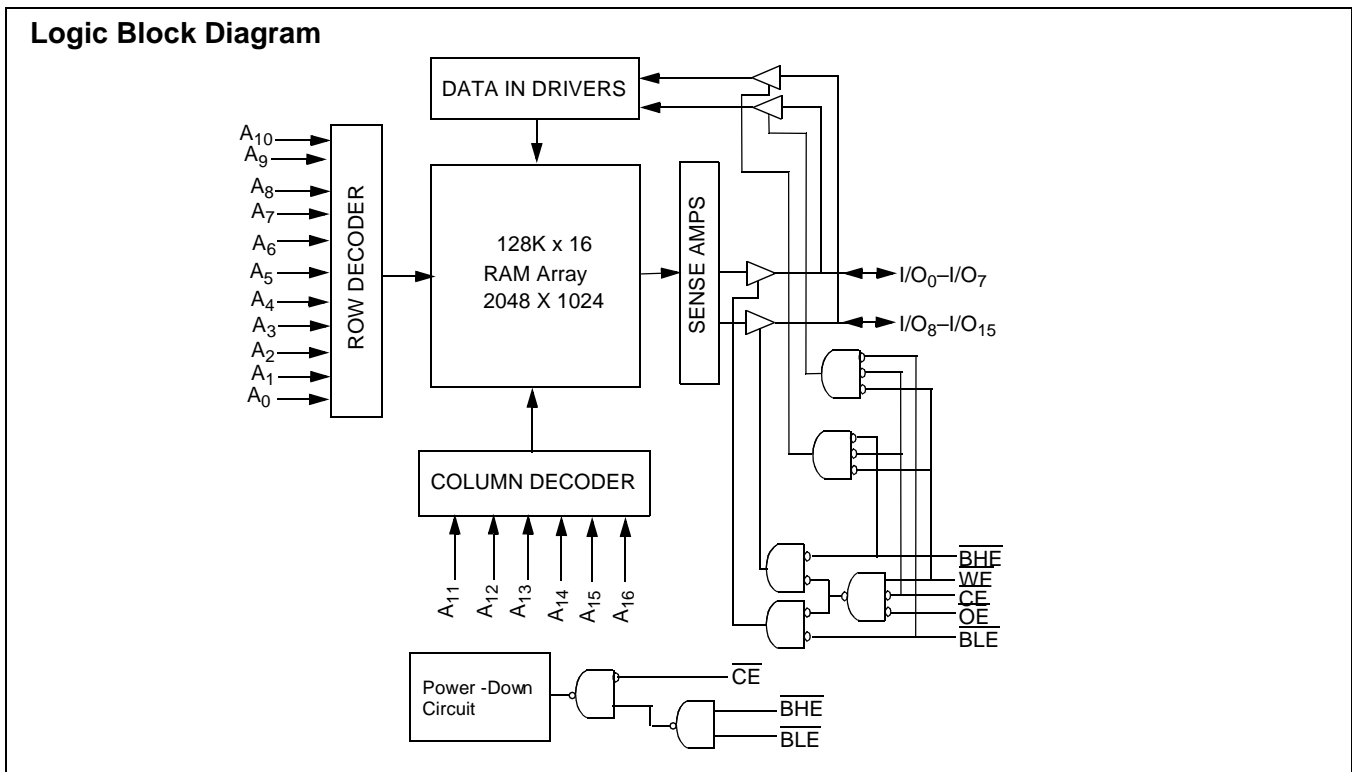 Logic Block Diagram
DATA IN DRIVERS
A10
A9
A8
A7
A6
A5
A4
A3
A2
A1
A0
ROW DECODER
128K x 16
RAM Array
2048 X 1024
SENSE AMPS
I/O0–I/O7
I/O8–I/O15
COLUMN DECODER
A11
A12
A13
A14
A15
A16
BHE
WE
CE
OE
BLE
Power -Down
Circuit
CE
BHE
BLE